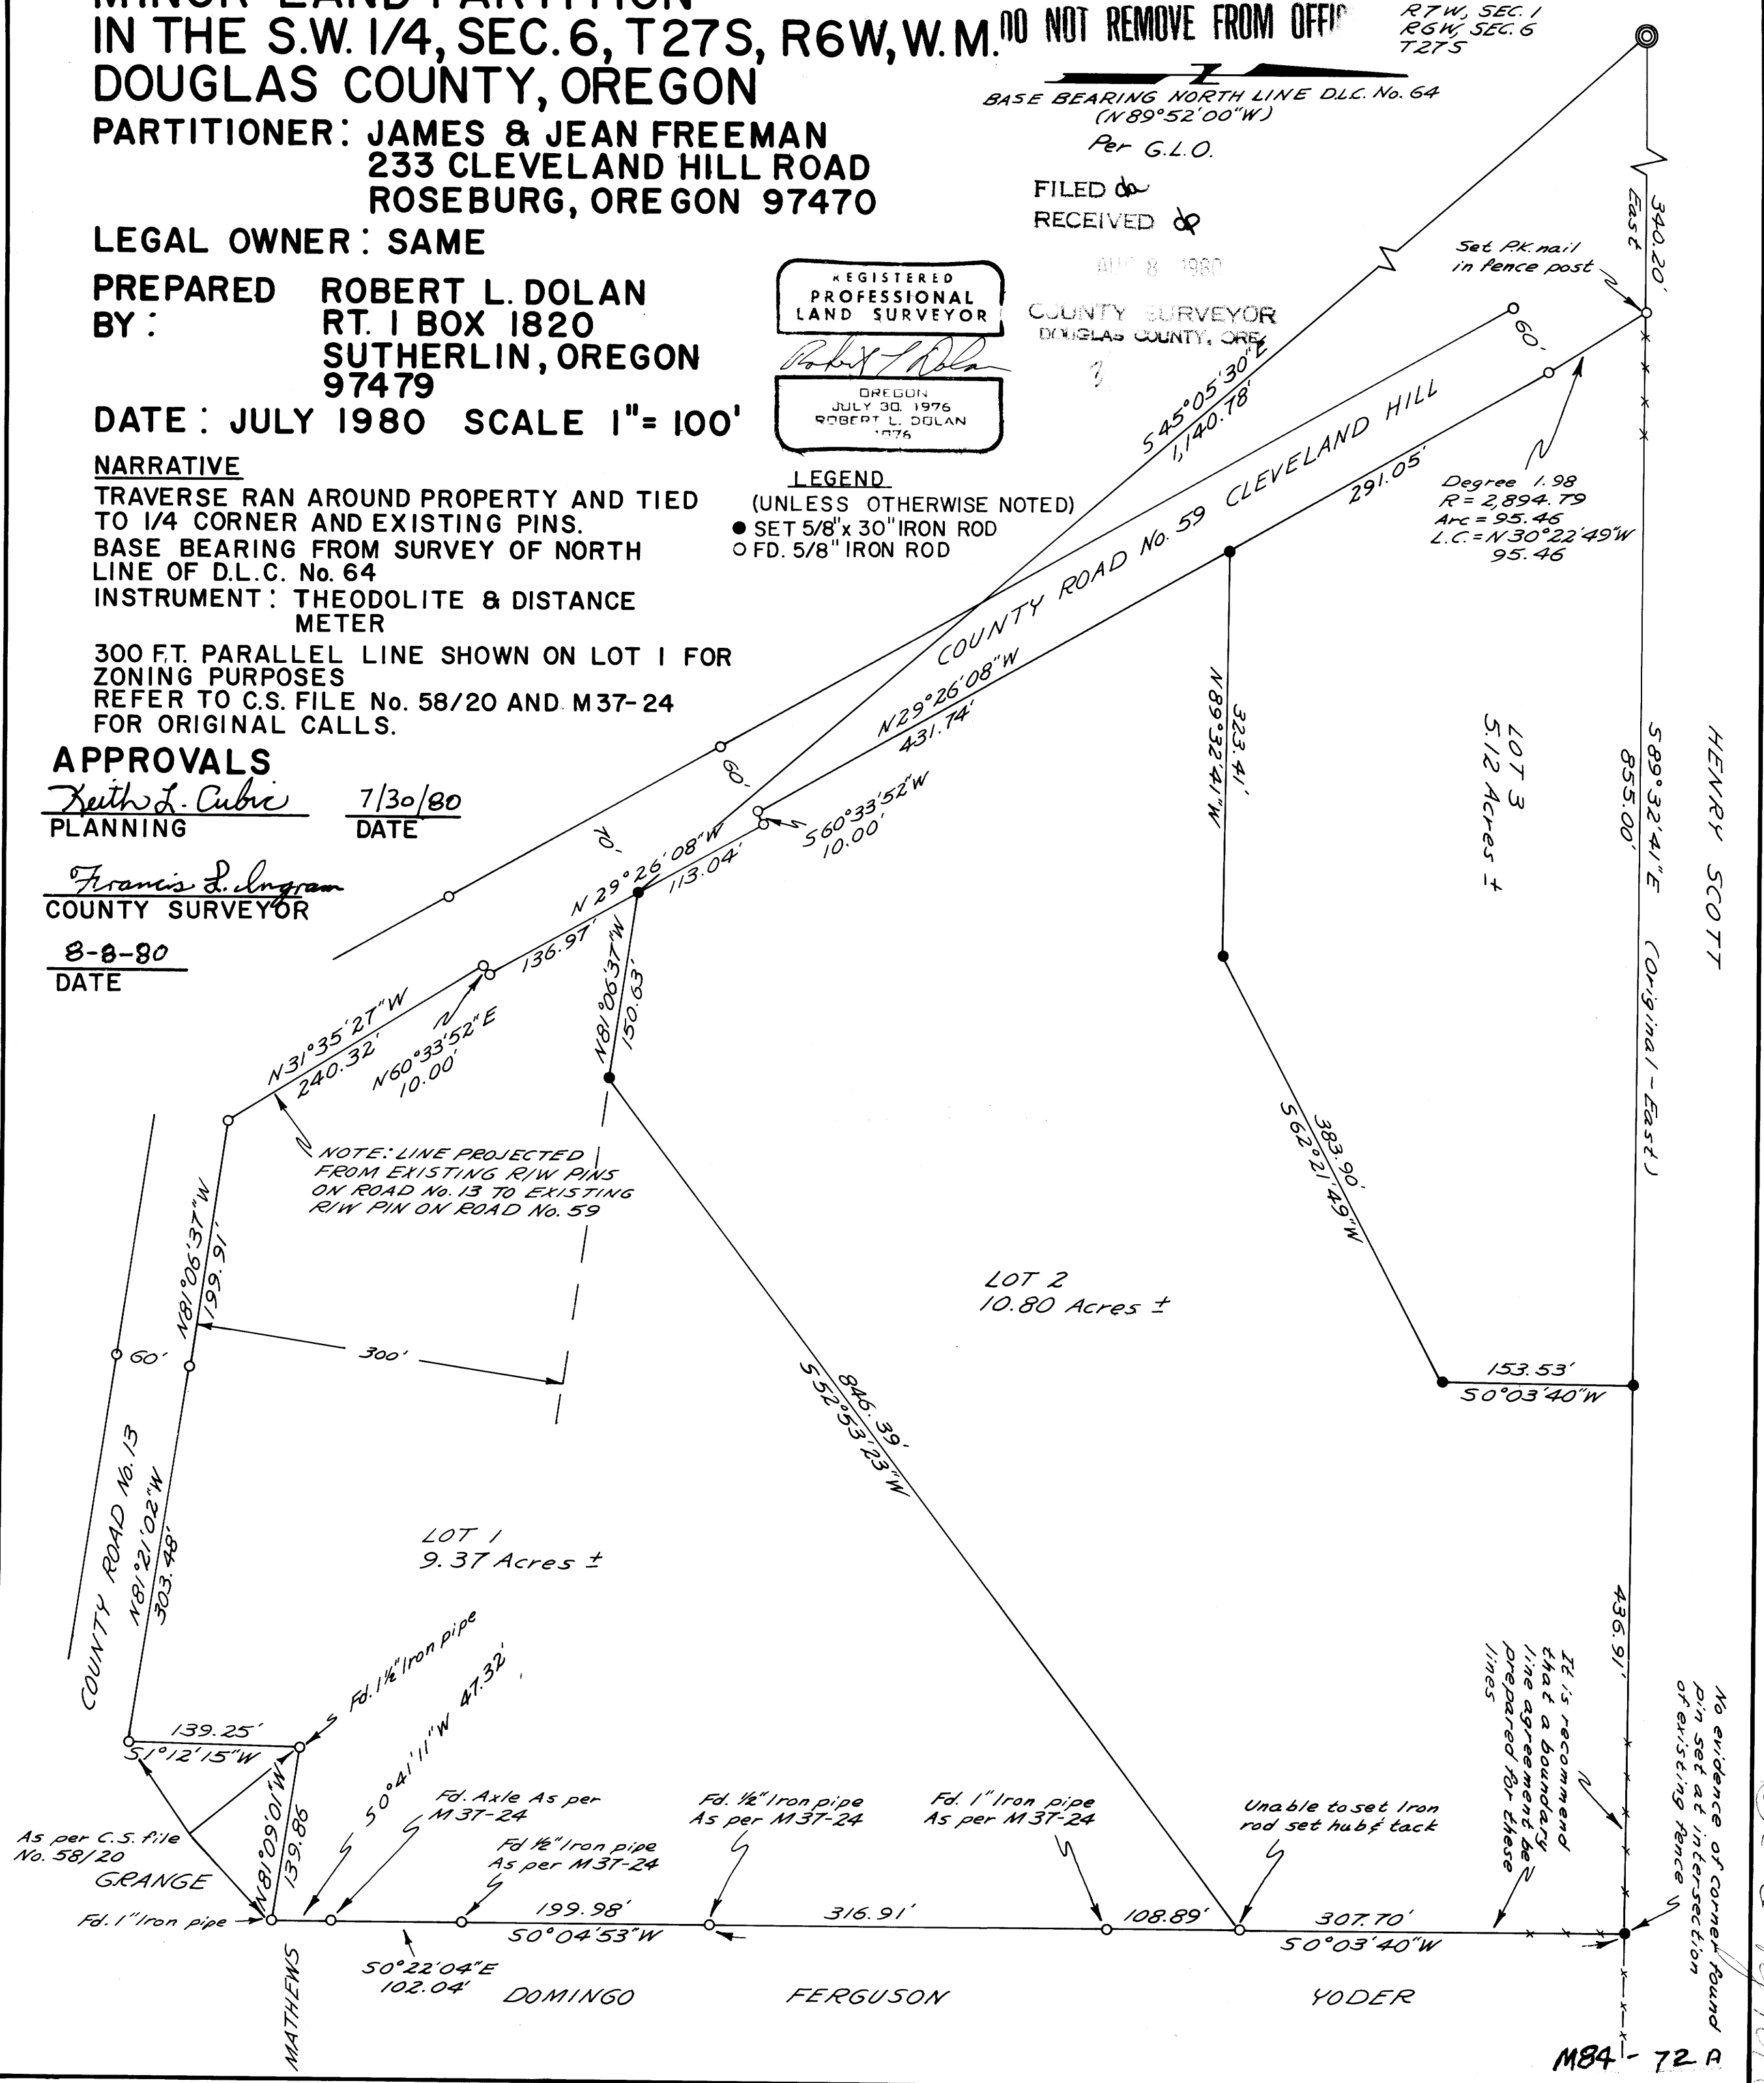 IN THE S.W. 1/4, SEC. 6, T27S, R6W, W.M.
DOUGLAS COUNTY, OREGON
PARTITIONER: JAMES & JEAN FREEMAN
233 CLEVELAND HILL ROAD
ROSEBURG, OREGON 97470
LEGAL OWNER: SAME
PREPARED BY: ROBERT L. DOLAN
RT. 1 BOX 1820
SUTHERLIN, OREGON
97479
DATE: JULY 1980 SCALE 1"= 100'
NARRATIVE
TRAVERSE RAN AROUND PROPERTY AND TIED
TO 1/4 CORNER AND EXISTING PINS.
BASE BEARING FROM SURVEY OF NORTH
LINE OF D.L.C. No. 64
INSTRUMENT: THEODOLITE & DISTANCE
METER
300 FT. PARALLEL LINE SHOWN ON LOT 1 FOR
ZONING PURPOSES
REFER TO C.S. FILE No. 58/20 AND M37-24
FOR ORIGINAL CALLS.
APPROVALS
Keith L. Cubic 7/30/80
PLANNING DATE
Francis L. Ingram
COUNTY SURVEYOR
8-8-80
DATE
DO NOT REMOVE FROM
R7W, SEC. 1
R6W, SEC. 6
T27S
BASE BEARING NORTH LINE D.L.C. No. 64
(N89°52'00"W)
Per G.L.O.
FILED
RECEIVED
8 1980
COUNTY SURVEYOR
DOUGLAS COUNTY, ORE.
REGISTERED
PROFESSIONAL
LAND SURVEYOR
Robert L Dolan
OREGON
JULY 30, 1976
ROBERT L. DOLAN
LEGEND
(UNLESS OTHERWISE NOTED)
● SET 5/8"x 30" IRON ROD
○ FD. 5/8" IRON ROD
340.20'
East
Set P.K. nail
in fence post
60'
S45°05'30"E
1,140.78'
COUNTY ROAD No. 59 CLEVELAND HILL
291.05'
Degree 1.98
R = 2,894.79
Arc = 95.46
L.C. = N30°22'49"W
95.46
N29°26'08"W
431.74'
323.41'
N89°32'41"W
LOT 3
5.12 Acres ±
S89°32'41"E (Original - East)
855.00'
HENRY SCOTT
60'
S60°33'52"W
10.00'
N29°26'08"W
113.04'
136.97'
N81°06'37"W
150.63'
N31°35'27"W
240.32'
N60°33'52"E
10.00'
NOTE: LINE PROJECTED
FROM EXISTING R/W PINS
ON ROAD No. 13 TO EXISTING
R/W PIN ON ROAD No. 59
N81°06'37"W
199.91'
60'
300'
383.90'
S62°21'49"W
LOT 2
10.80 Acres ±
846.39'
S52°53'23"W
153.53'
S0°03'40"W
COUNTY ROAD No. 13
N81°21'02"W
303.48'
LOT 1
9.37 Acres ±
436.91'
Fd. 1½" Iron pipe
S0°41'11"W 47.32'
139.25'
S1°12'15"W
N81°09'01"W
139.86
As per C.S. file
No. 58/20
GRANGE
Fd. 1" Iron pipe
Fd. Axle As per
M37-24
Fd ½" Iron pipe
As per M37-24
Fd. ½" Iron pipe
As per M37-24
Fd. 1" Iron pipe
As per M37-24
Unable to set Iron
rod set hub & tack
It is recommend
that a boundary
line agreement be
prepared for these
lines
No evidence of corner found
pin set at intersection
of existing fence
199.98'
S0°04'53"W
316.91'
108.89'
307.70'
S0°03'40"W
S0°22'04"E
102.04'
MATHEWS
DOMINGO
FERGUSON
YODER
M84-72A